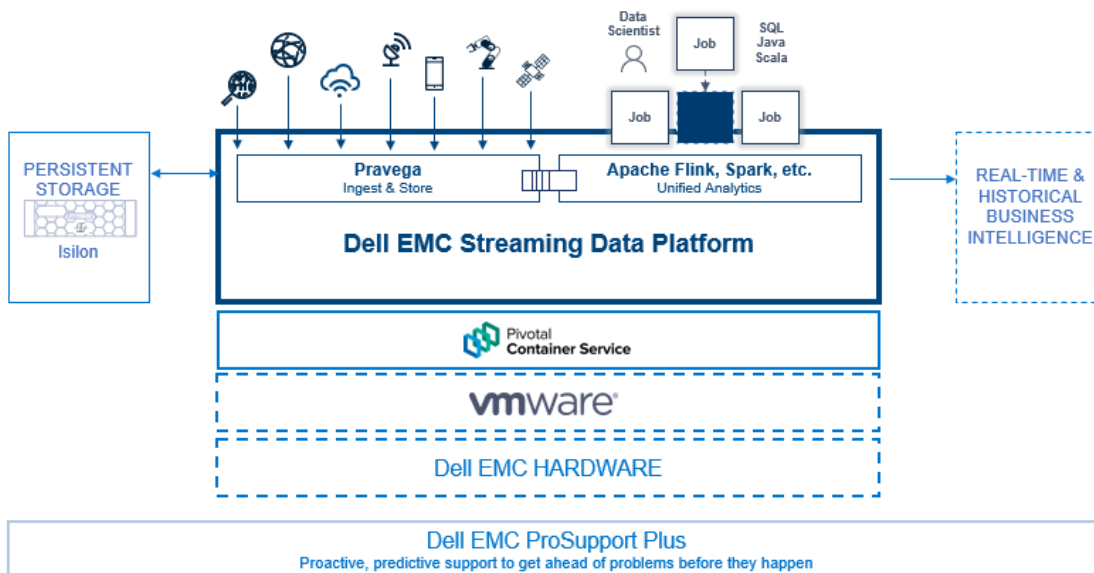 Data
Scientist
Job
SQL
Java
Scala
Job
Job
PERSISTENT
STORAGE
Isilon
Pravega
Ingest & Store
Apache Flink, Spark, etc.
Unified Analytics
Dell EMC Streaming Data Platform
REAL-TIME &
HISTORICAL
BUSINESS
INTELLIGENCE
Pivotal
Container Service
vmware®
Dell EMC HARDWARE
Dell EMC ProSupport Plus
Proactive, predictive support to get ahead of problems before they happen